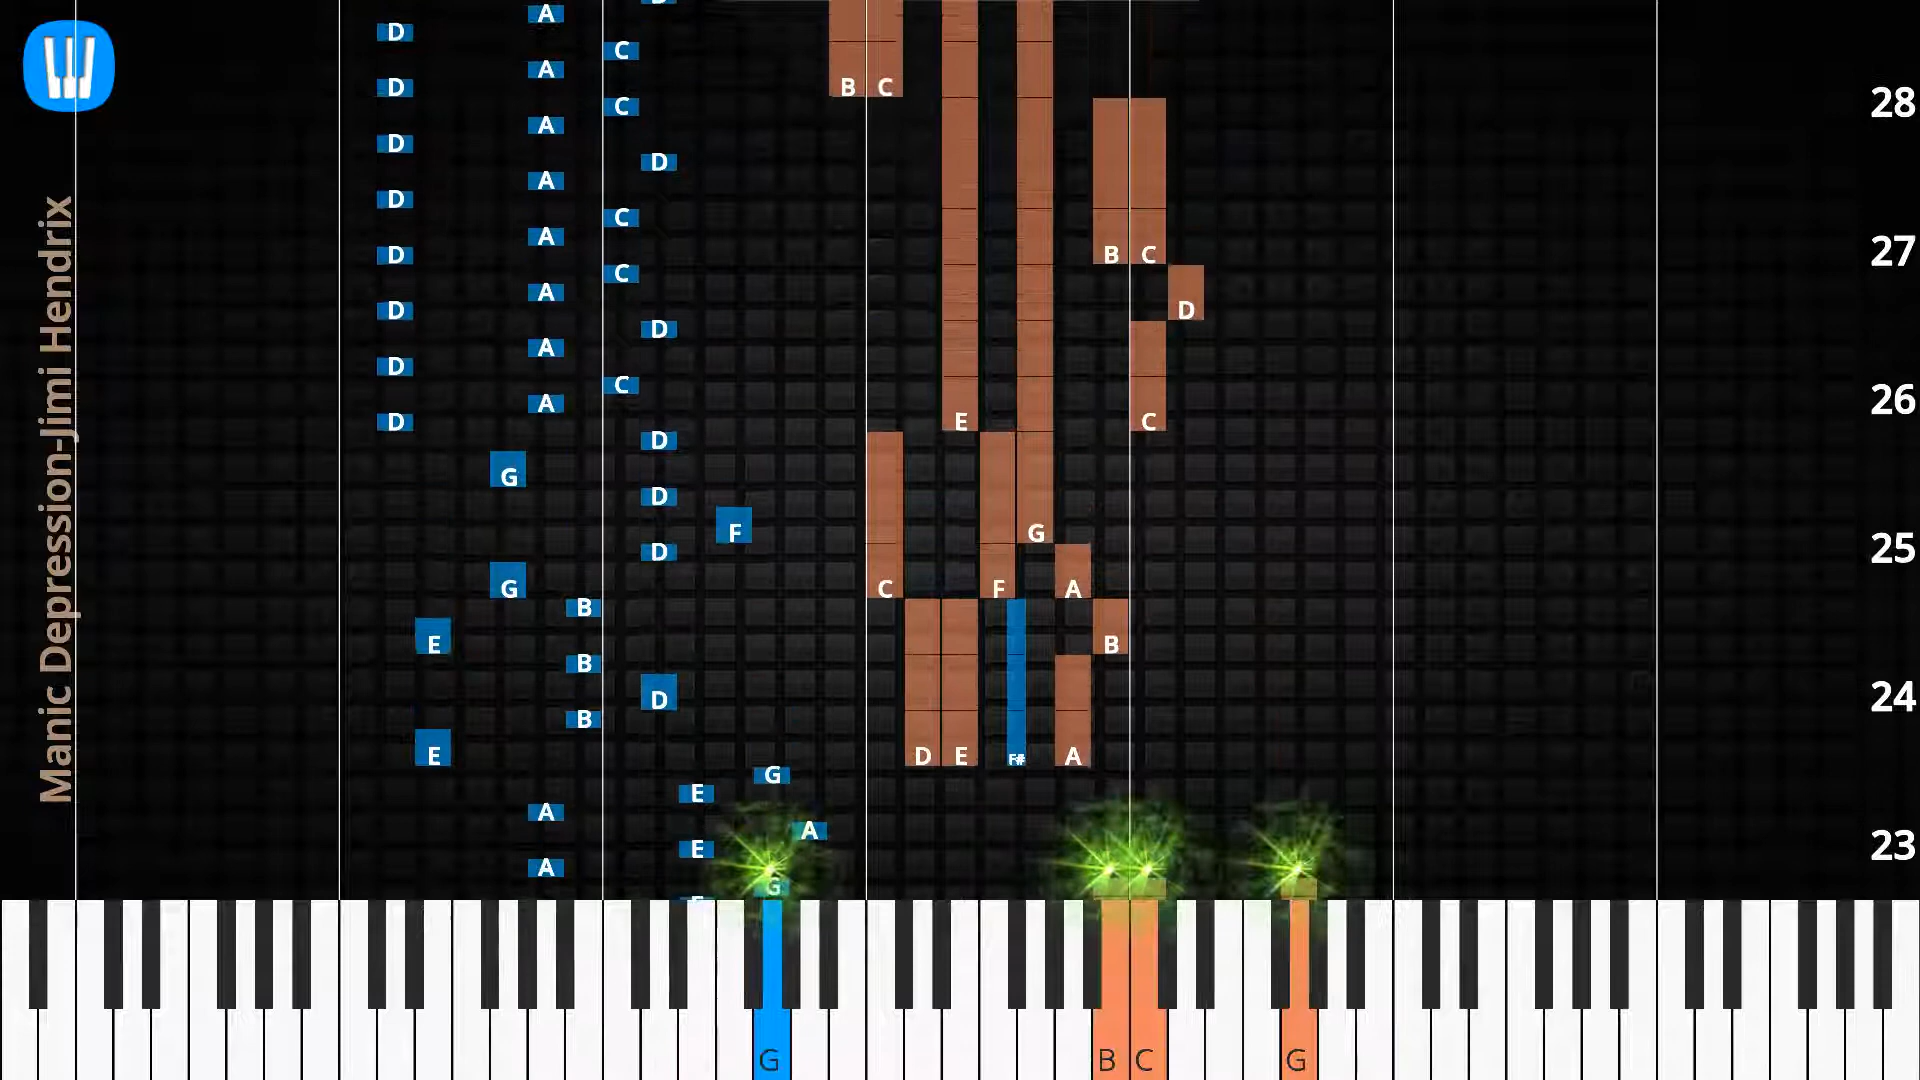 Manic Depression-Jimi Hendrix
A D
D C
A
D B C 28
C
A
D
D
A
D
C
A
D B C 27
C
A
D
D
A
D
C
A
D E C 26
D
G
D
F G 25
D
G C F A
B
E B
B
D 24
B
E D E F# A
G
E
A
A
E 23
A
G
E
G B C G